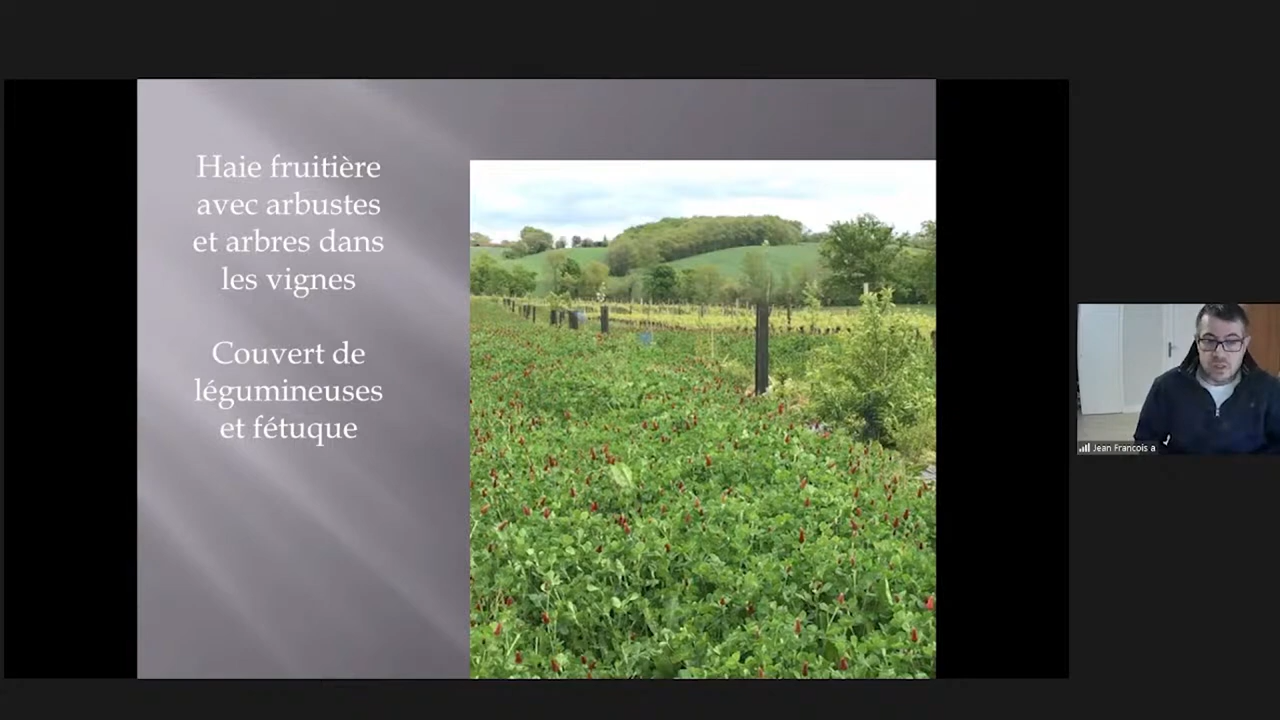 Haie fruitière
avec arbustes
et arbres dans
les vignes
Couvert de
légumineuses
et fétuque
Jean Francois a